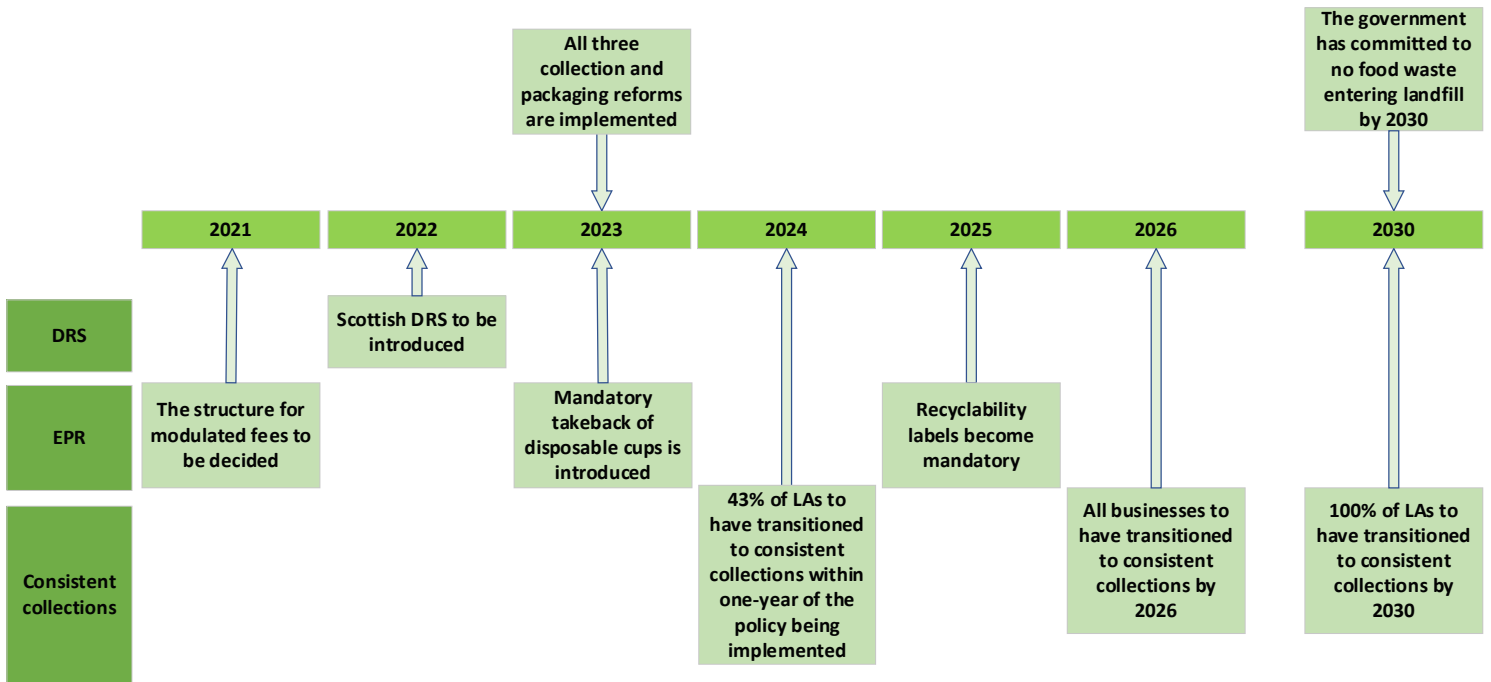 All three
collection and
packaging reforms
are implemented
The government
has committed to
no food waste
entering landfill
by 2030
2021
2022
2023
2024
2025
2026
2030
DRS
Scottish DRS to be
introduced
EPR
The structure for
modulated fees to
be decided
Mandatory
takeback of
disposable cups is
introduced
Recyclability
labels become
mandatory
Consistent
collections
43% of LAs to
have transitioned
to consistent
collections within
one-year of the
policy being
implemented
All businesses to
have transitioned
to consistent
collections by
2026
100% of LAs to
have transitioned
to consistent
collections by
2030